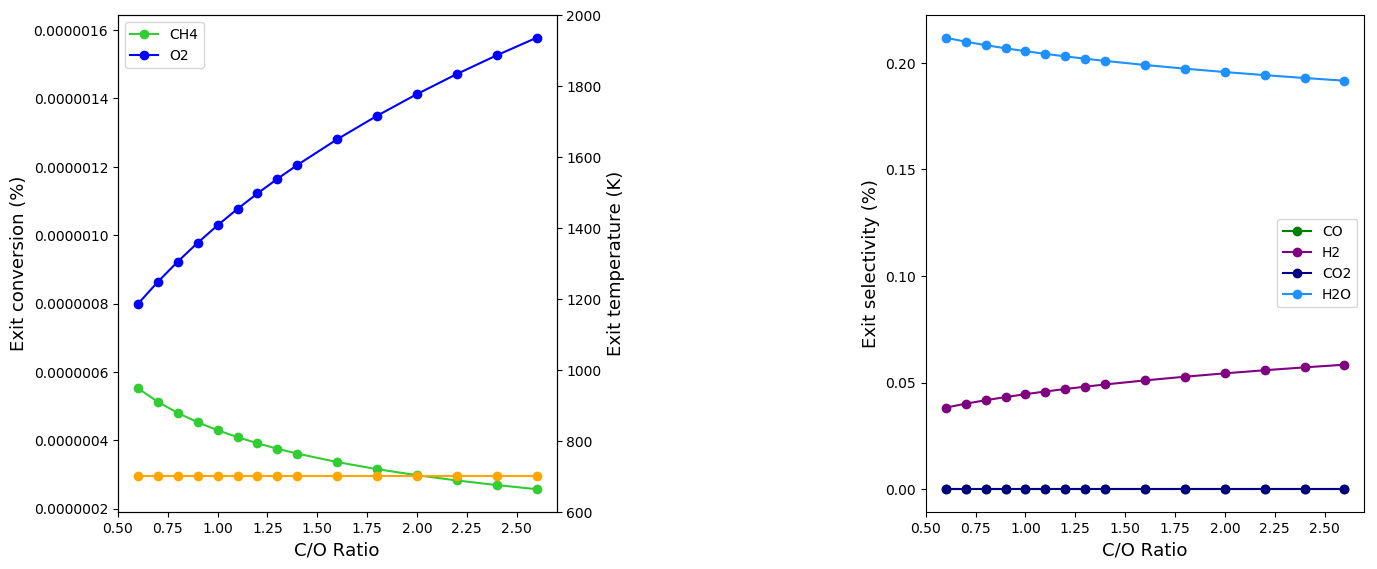 CH4
O2
0.0000016
0.0000014
0.0000012
0.0000010
0.0000008
0.0000006
0.0000004
0.0000002
Exit conversion (%)
0.50 0.75 1.00 1.25 1.50 1.75 2.00 2.25 2.50
C/O Ratio
2000
1800
1600
1400
1200
1000
800
600
Exit temperature (K)
0.20
0.15
0.10
0.05
0.00
Exit selectivity (%)
CO
H2
CO2
H2O
0.50 0.75 1.00 1.25 1.50 1.75 2.00 2.25 2.50
C/O Ratio